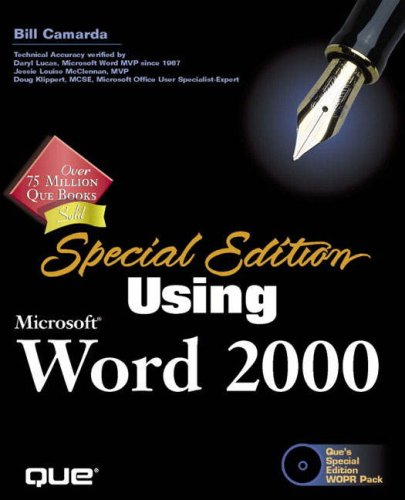 Bill Camarda
Technical Accuracy verified by
Daryl Lucas, Microsoft Word MVP since 1987
Jessie Louise McClennan, MVP
Doug Klippert, MCSE, Microsoft Office User Specialist-Expert
Over
75 Million
Que Books
Sold
Special Edition
Using
Microsoft®
Word 2000
Que's
Special
Edition
WOPR Pack
que®